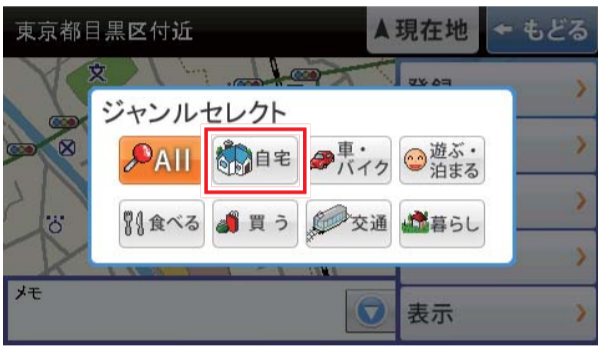 東京都目黒区付近
現在地
もどる
登録
ジャンルセレクト
All
自宅
車・
バイク
遊ぶ・
泊まる
食べる
買う
交通
暮らし
メモ
表示